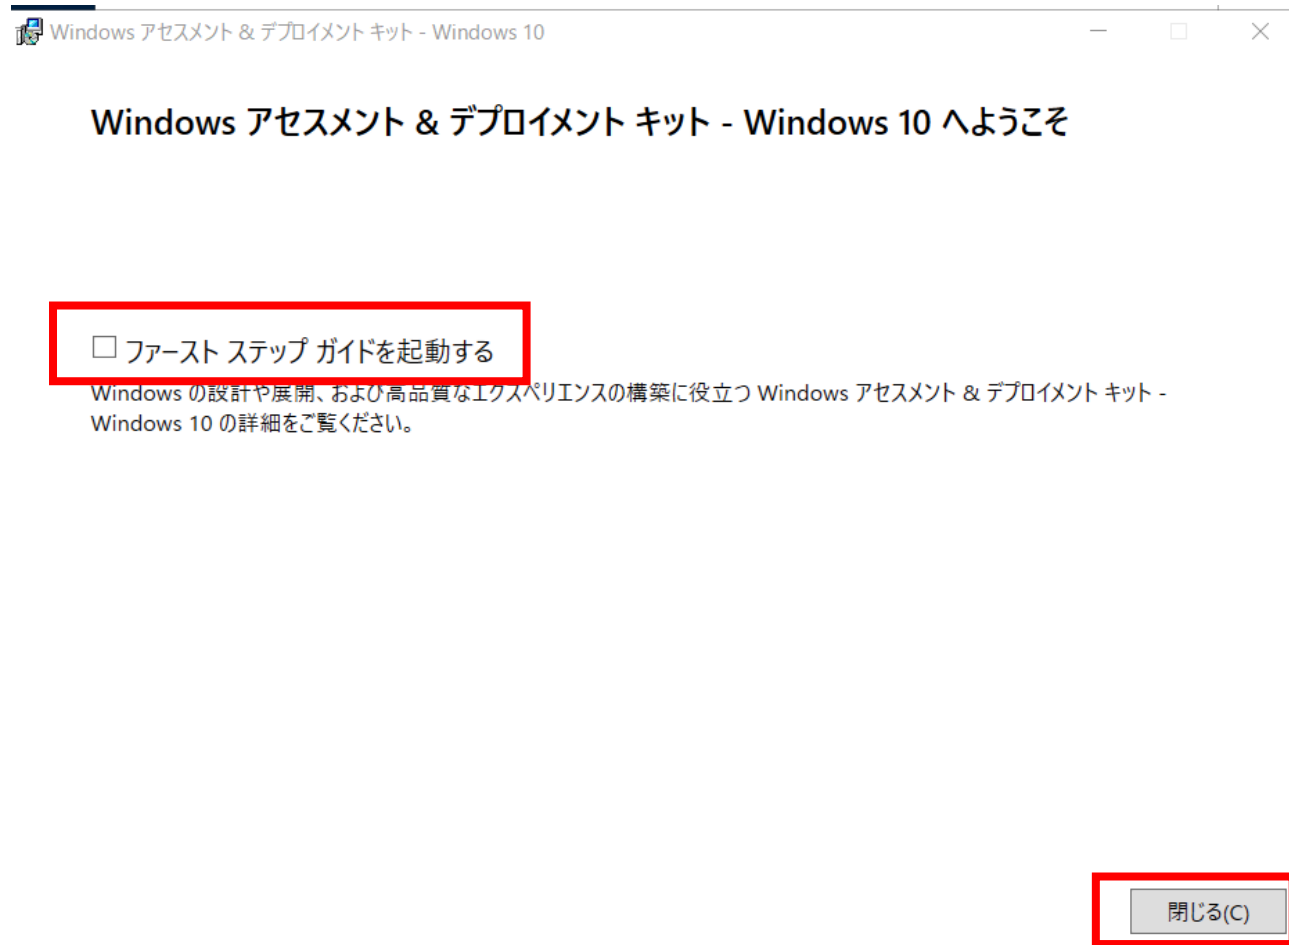 Windows アセスメント & デプロイメント キット - Windows 10
Windows アセスメント & デプロイメント キット - Windows 10 へようこそ
ファースト ステップ ガイドを起動する
Windows の設計や展開、および高品質なエクスペリエンスの構築に役立つ Windows アセスメント & デプロイメント キット -
Windows 10 の詳細をご覧ください。
閉じる(C)